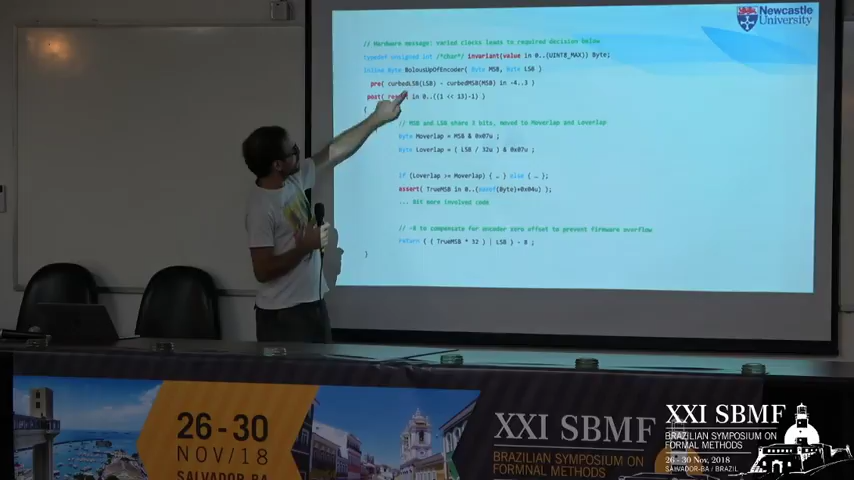 Newcastle
University
// Hardware message: varied clocks leads to required decision below
typedef unsigned int /*Char*/ invariant(value in 0..(UINT8_MAX)) Byte;
inline Byte BolousUpOfEncoder( Byte MSB, Byte LSB )
pre( curbedLSB(LSB) - curbedMSB(MSB) in -4..3 )
post( in 0..((1 << 13)-1) )
{
// MSB and LSB share 3 bits, moved to Moverlap and Loverlap
Byte Moverlap = MSB & 0x07u ;
Byte Loverlap = ( LSB / 32u ) & 0x07u ;
if (Loverlap >= Moverlap) { … } else { … };
assert( TrueMSB in 0..(maxof(Byte)+0x04u) );
... Bit more involved code
// -8 to compensate for encoder zero offset to prevent firmware overflow
return ( ( TrueMSB * 32 ) | LSB ) - 8 ;
}
26-30
NOV/18
SALVADOR-BA
XXI SBMF
BRAZILIAN SYMPOSIUM ON
FORMNAL METHODS
XXI SBMF
BRAZILIAN SYMPOSIUM ON
FORMAL METHODS
26 - 30 Nov, 2018
SALVADOR-BA / BRAZIL